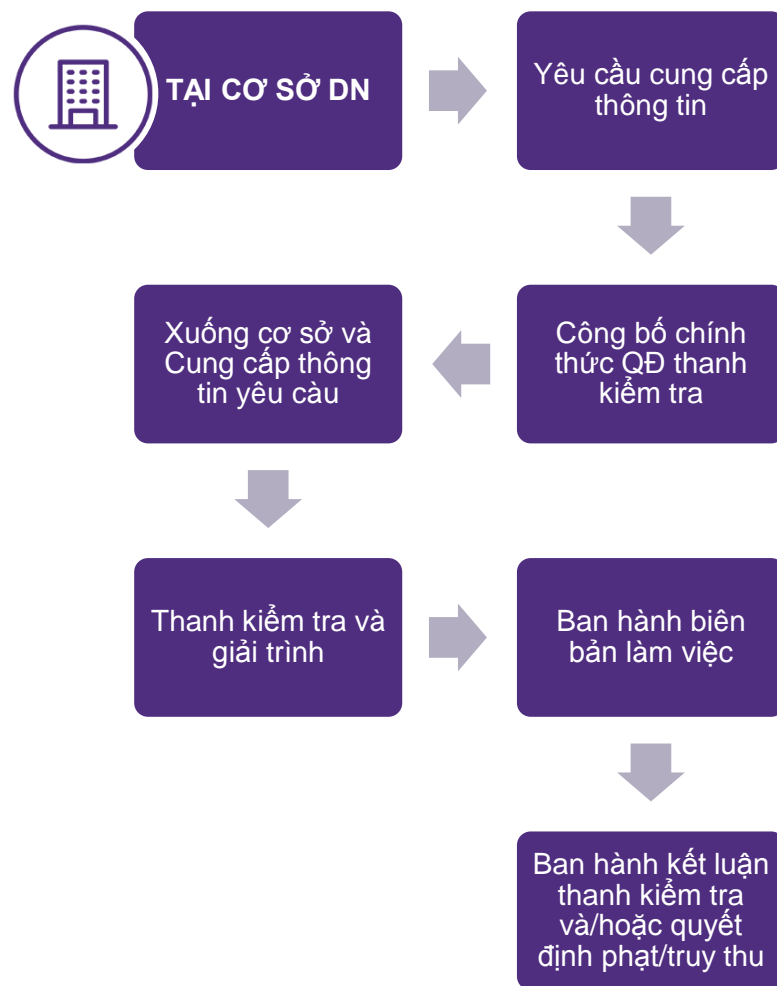 TẠI CƠ SỞ DN
Yêu cầu cung cấp
thông tin
Công bố chính
thức QĐ thanh
kiểm tra
Xuống cơ sở và
Cung cấp thông
tin yêu càu
Thanh kiểm tra và
giải trình
Ban hành biên
bản làm việc
Ban hành kết luận
thanh kiểm tra
và/hoặc quyết
định phạt/truy thu